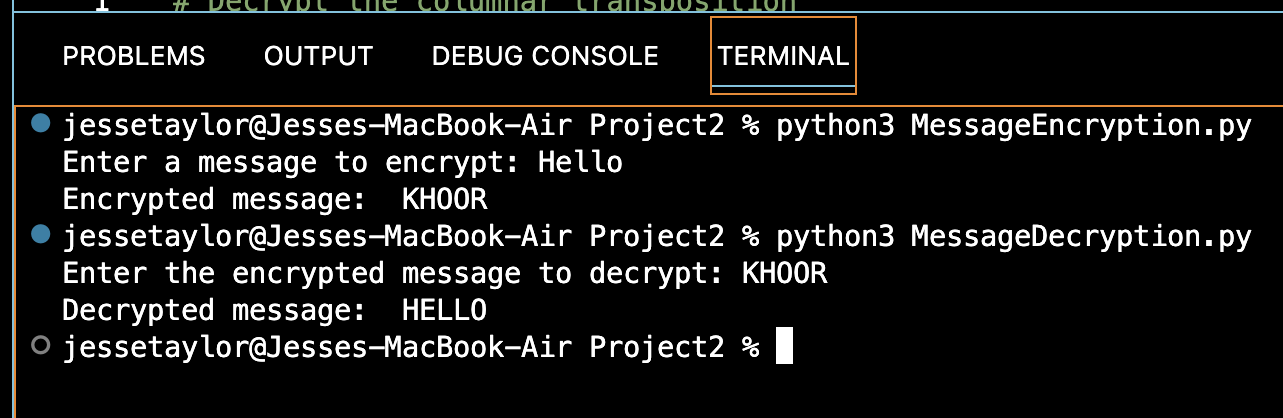 1 # Decrypt the columnar transposition
PROBLEMS OUTPUT DEBUG CONSOLE TERMINAL
jessetaylor@Jesses-MacBook-Air Project2 % python3 MessageEncryption.py
Enter a message to encrypt: Hello
Encrypted message:  KHOOR
jessetaylor@Jesses-MacBook-Air Project2 % python3 MessageDecryption.py
Enter the encrypted message to decrypt: KHOOR
Decrypted message:  HELLO
jessetaylor@Jesses-MacBook-Air Project2 %